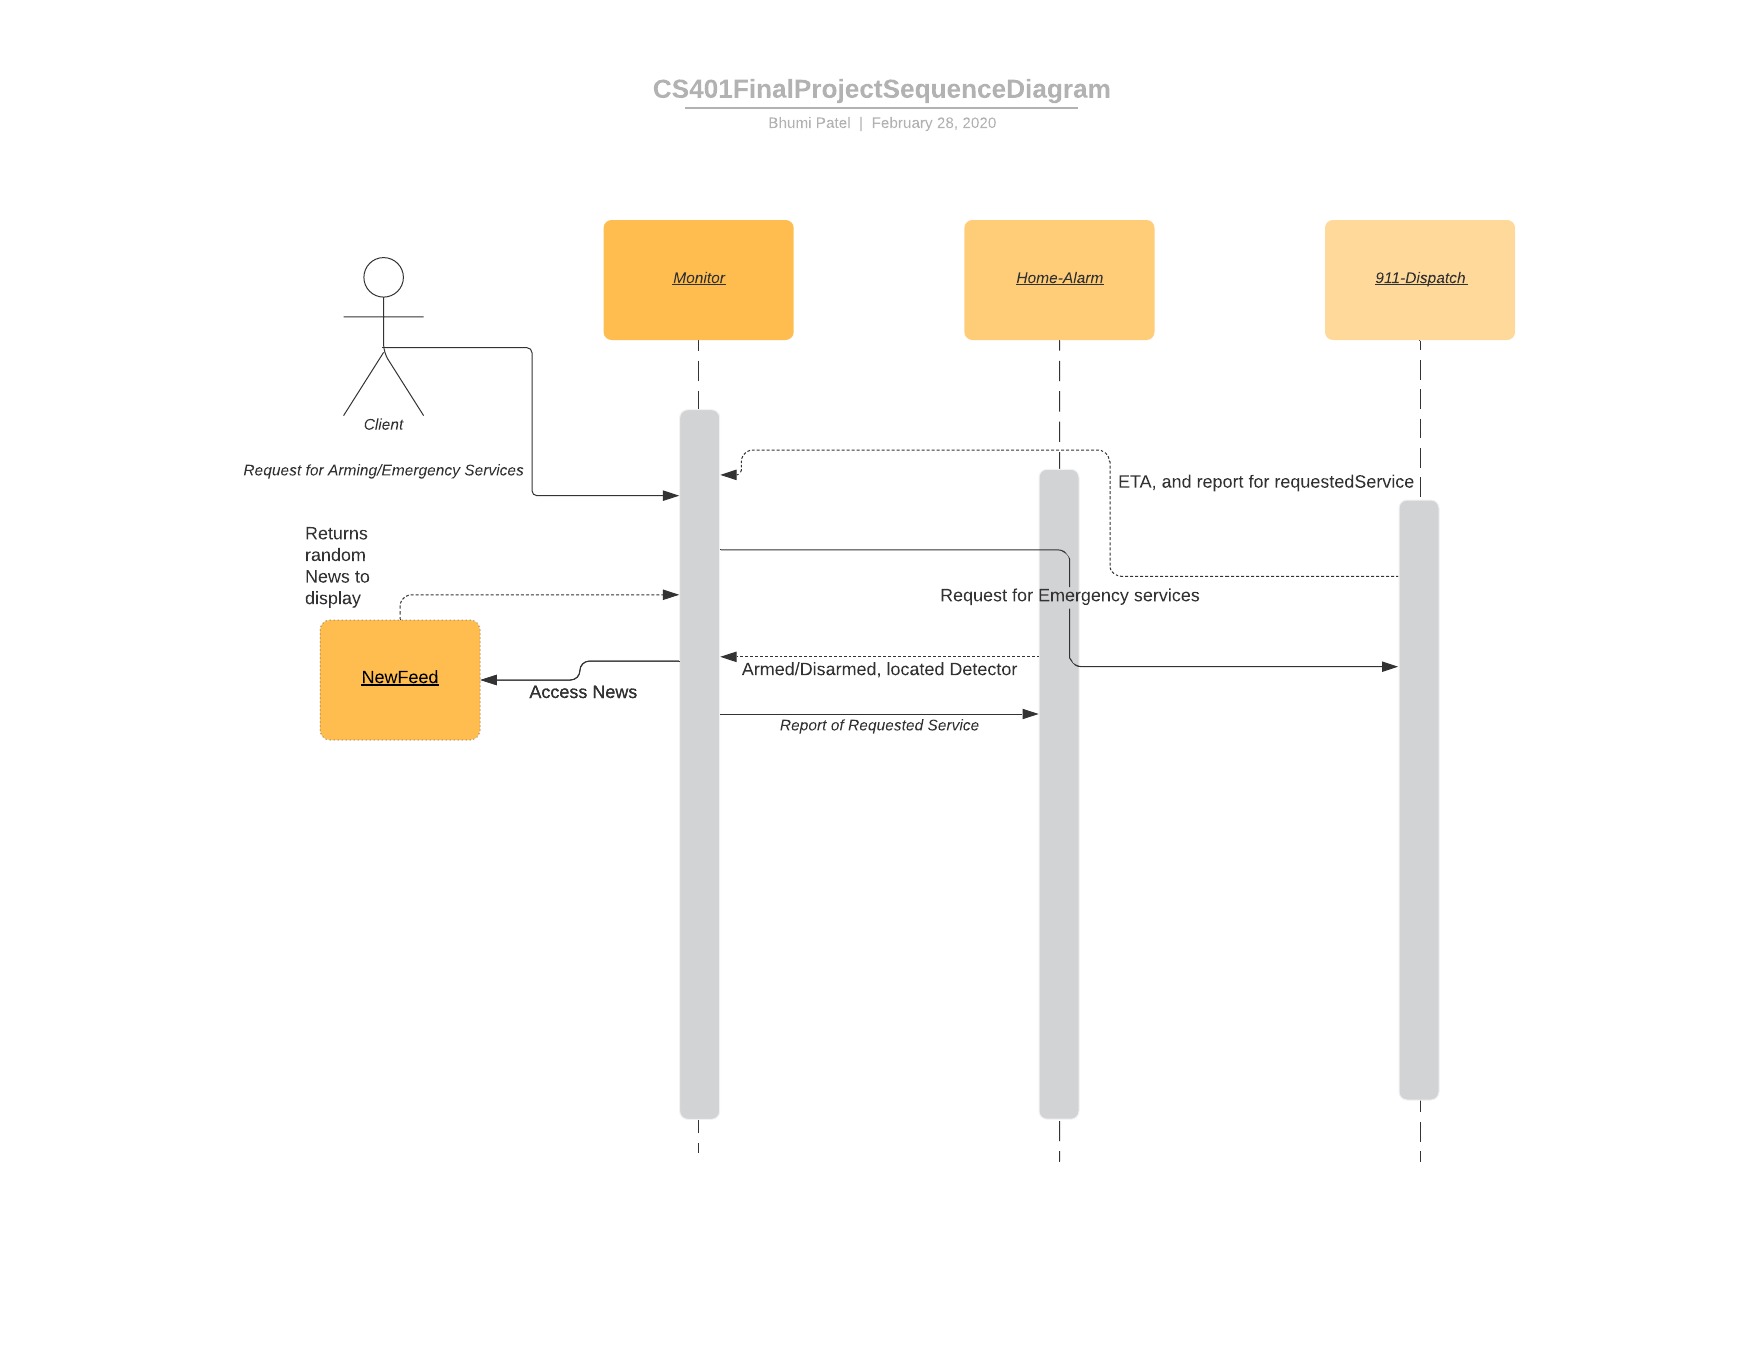 CS401FinalProjectSequenceDiagram
Bhumi Patel | February 28, 2020
Monitor
Home-Alarm
911-Dispatch
Client
Request for Arming/Emergency Services
ETA, and report for requestedService
Returns
random
News to
display
Request for Emergency services
NewFeed
Access News
Armed/Disarmed, located Detector
Report of Requested Service